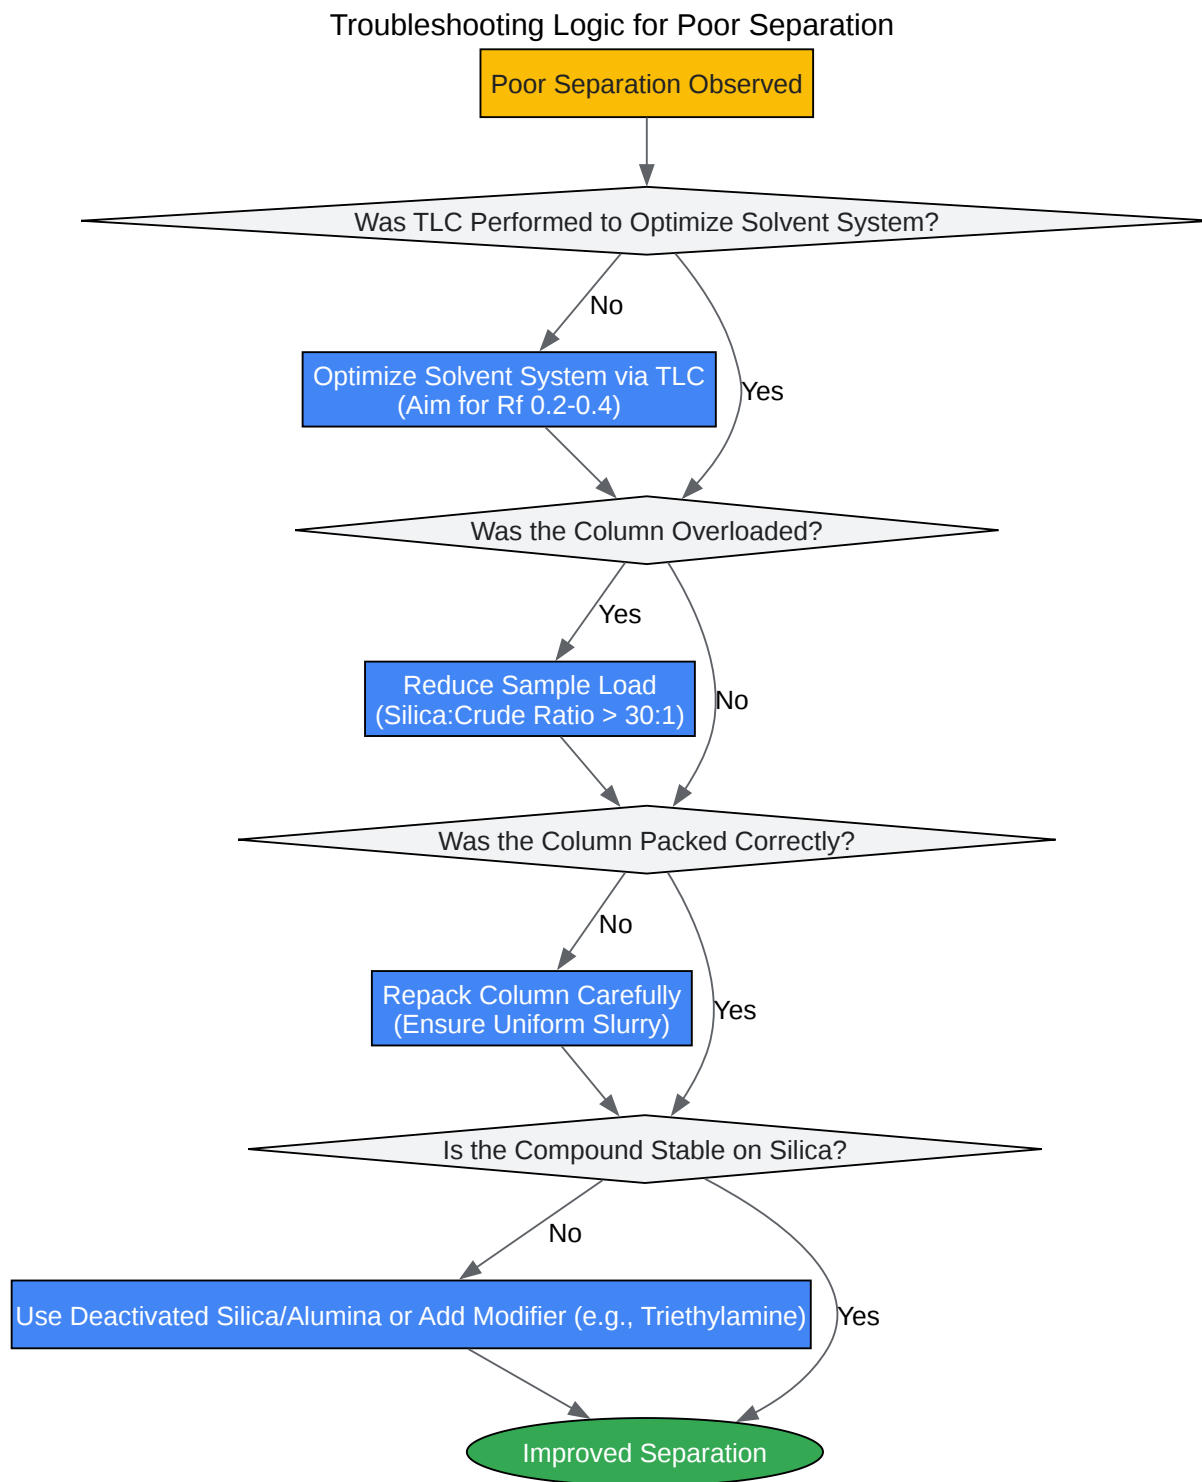 Troubleshooting Logic for Poor Separation
Poor Separation Observed
Was TLC Performed to Optimize Solvent System?
No
Optimize Solvent System via TLC
(Aim for Rf 0.2-0.4)
Yes
Was the Column Overloaded?
Yes
Reduce Sample Load
(Silica:Crude Ratio > 30:1)
No
Was the Column Packed Correctly?
No
Repack Column Carefully
(Ensure Uniform Slurry)
Yes
Is the Compound Stable on Silica?
No
Use Deactivated Silica/Alumina or Add Modifier (e.g., Triethylamine)
Yes
Improved Separation